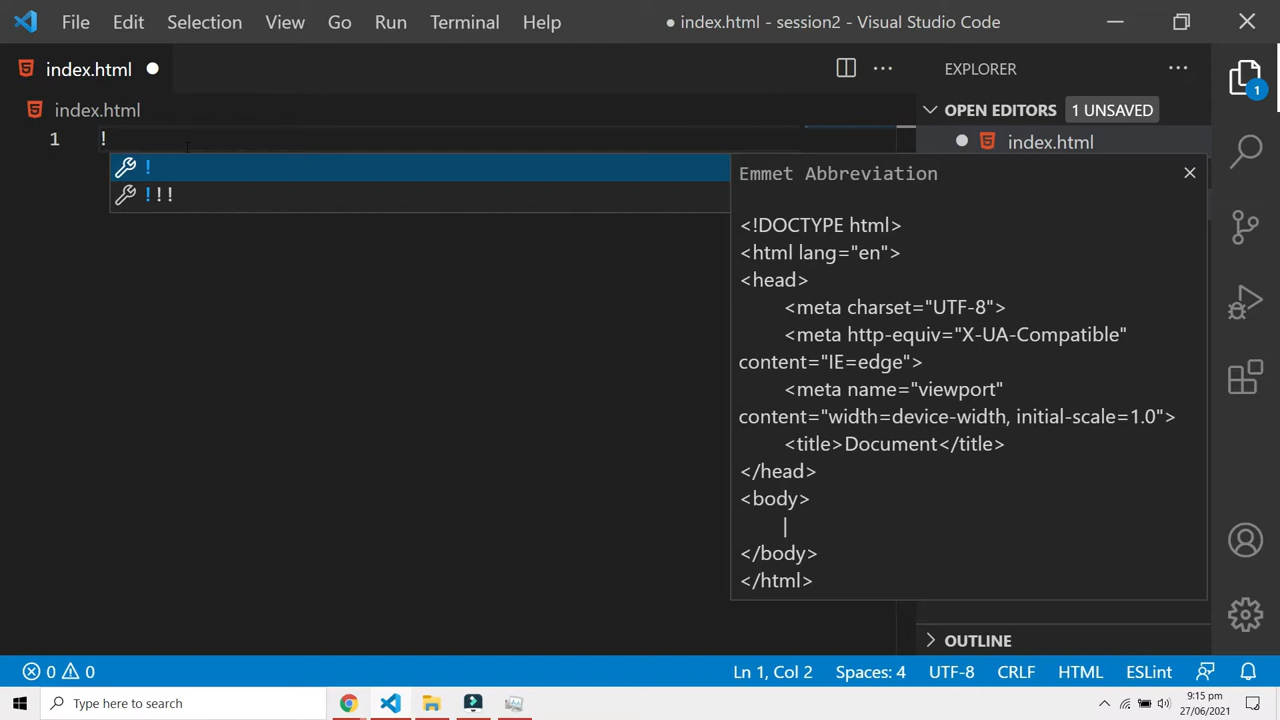 File Edit Selection View Go Run Terminal Help
● index.html - session2 - Visual Studio Code
index.html
EXPLORER
index.html
OPEN EDITORS 1 UNSAVED
1
1 !
index.html
!
!!!
Emmet Abbreviation
<!DOCTYPE html>
<html lang="en">
<head>
<meta charset="UTF-8">
<meta http-equiv="X-UA-Compatible"
content="IE=edge">
<meta name="viewport"
content="width=device-width, initial-scale=1.0">
<title>Document</title>
</head>
<body>
|
</body>
</html>
OUTLINE
0 0
Ln 1, Col 2 Spaces: 4 UTF-8 CRLF HTML ESLint
Type here to search
9:15 pm
27/06/2021